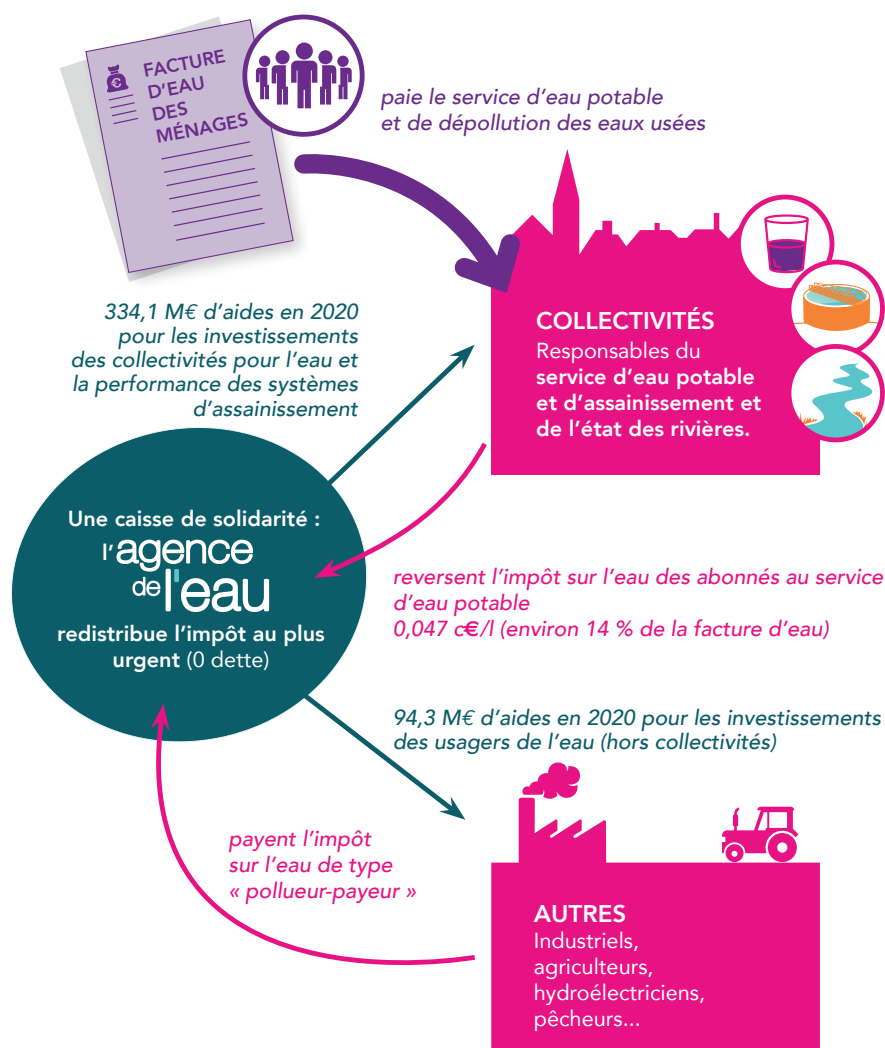 FACTURE
D'EAU
DES
MÉNAGES
€
paie le service d'eau potable
et de dépollution des eaux usées
334,1 M€ d'aides en 2020
pour les investissements
des collectivités pour l'eau et
la performance des systèmes
d'assainissement
COLLECTIVITÉS
Responsables du
service d'eau potable
et d'assainissement et
de l'état des rivières.
Une caisse de solidarité :
l'agence
de l'eau
redistribue l'impôt au plus
urgent (0 dette)
reversent l'impôt sur l'eau des abonnés au service
d'eau potable
0,047 c€/l (environ 14 % de la facture d'eau)
94,3 M€ d'aides en 2020 pour les investissements
des usagers de l'eau (hors collectivités)
payent l'impôt
sur l'eau de type
« pollueur-payeur »
AUTRES
Industriels,
agriculteurs,
hydroélectriciens,
pêcheurs...